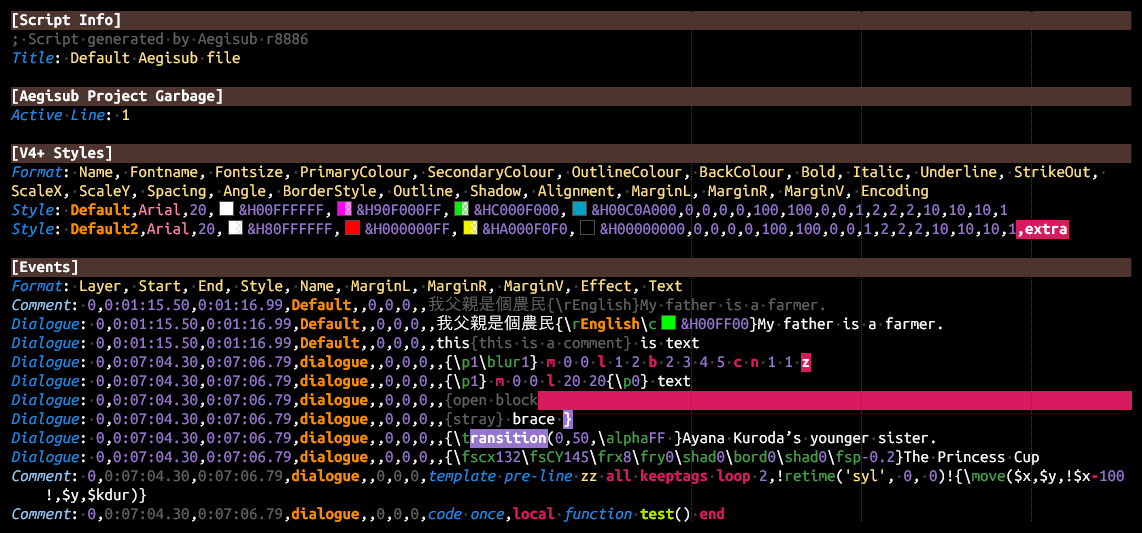 [Script Info]
; Script generated by Aegisub r8886
Title: Default Aegisub file
[Aegisub Project Garbage]
Active Line: 1
[V4+ Styles]
Format: Name, Fontname, Fontsize, PrimaryColour, SecondaryColour, OutlineColour, BackColour, Bold, Italic, Underline, StrikeOut,
ScaleX, ScaleY, Spacing, Angle, BorderStyle, Outline, Shadow, Alignment, MarginL, MarginR, MarginV, Encoding
Style: Default,Arial,20,&H00FFFFFF,&H90F000FF,&HC000F000,&H00C0A000,0,0,0,0,100,100,0,0,1,2,2,2,10,10,10,1
Style: Default2,Arial,20,&H80FFFFFF,&H000000FF,&HA000F0F0,&H00000000,0,0,0,0,100,100,0,0,1,2,2,2,10,10,10,1,extra
[Events]
Format: Layer, Start, End, Style, Name, MarginL, MarginR, MarginV, Effect, Text
Comment: 0,0:01:15.50,0:01:16.99,Default,,0,0,0,,我父親是個農民{\rEnglish}My father is a farmer.
Dialogue: 0,0:01:15.50,0:01:16.99,Default,,0,0,0,,我父親是個農民{\rEnglish\c&H00FF00}My father is a farmer.
Dialogue: 0,0:01:15.50,0:01:16.99,Default,,0,0,0,,this{this is a comment} is text
Dialogue: 0,0:07:04.30,0:07:06.79,dialogue,,0,0,0,,{\p1\blur1} m 0 0 l 1 2 b 2 3 4 5 c n 1 1 z
Dialogue: 0,0:07:04.30,0:07:06.79,dialogue,,0,0,0,,{\p1} m 0 0 l 20 20{\p0} text
Dialogue: 0,0:07:04.30,0:07:06.79,dialogue,,0,0,0,,{open block
Dialogue: 0,0:07:04.30,0:07:06.79,dialogue,,0,0,0,,{stray} brace }
Dialogue: 0,0:07:04.30,0:07:06.79,dialogue,,0,0,0,,{\transition(0,50,\alphaFF }Ayana Kuroda’s younger sister.
Dialogue: 0,0:07:04.30,0:07:06.79,dialogue,,0,0,0,,{\fscx132\fsCY145\frx8\fry0\shad0\bord0\shad0\fsp-0.2}The Princess Cup
Comment: 0,0:07:04.30,0:07:06.79,dialogue,,0,0,0,template pre-line zz all keeptags loop 2,!retime('syl', 0, 0)!{\move($x,$y,!$x-100
!,$y,$kdur)}
Comment: 0,0:07:04.30,0:07:06.79,dialogue,,0,0,0,code once,local function test() end